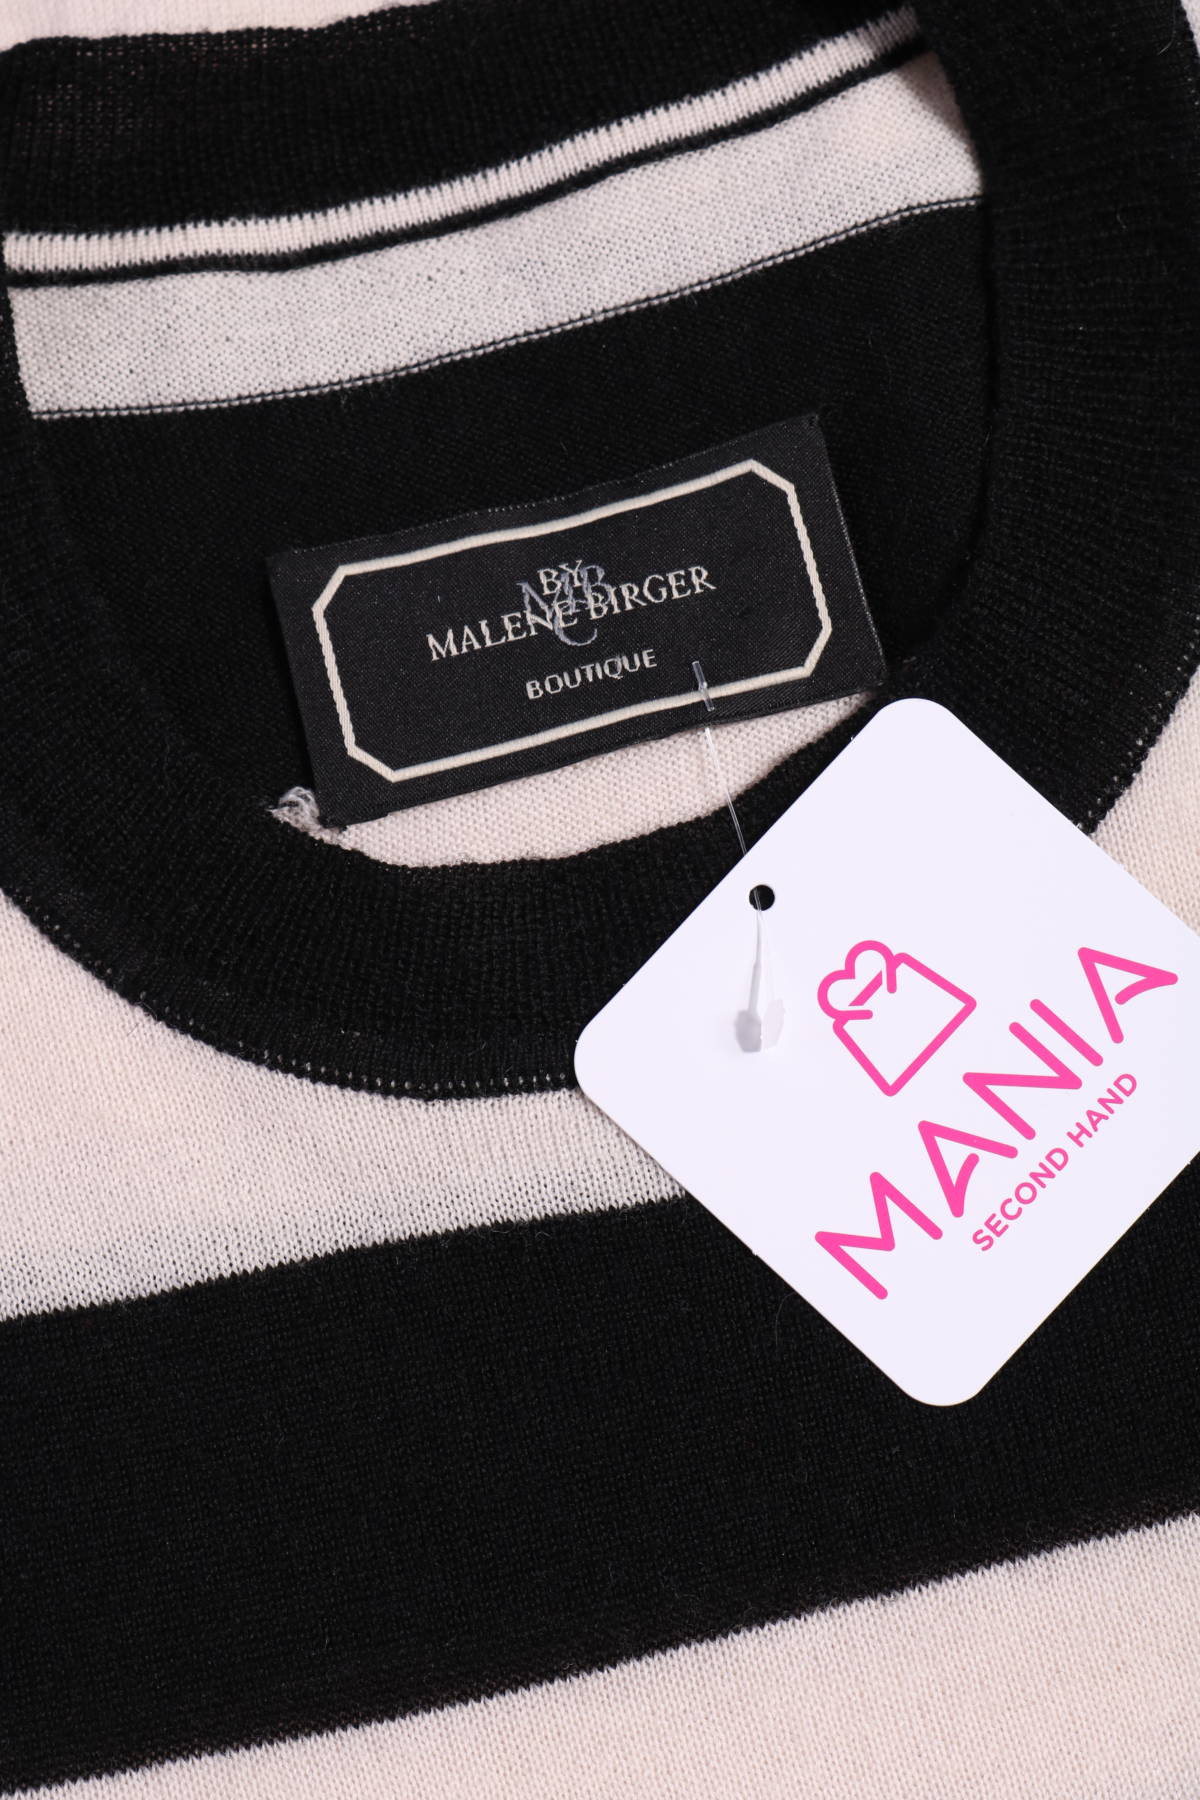 BY
MALENE BIRGER
BOUTIQUE
MANIA
SECOND HAND